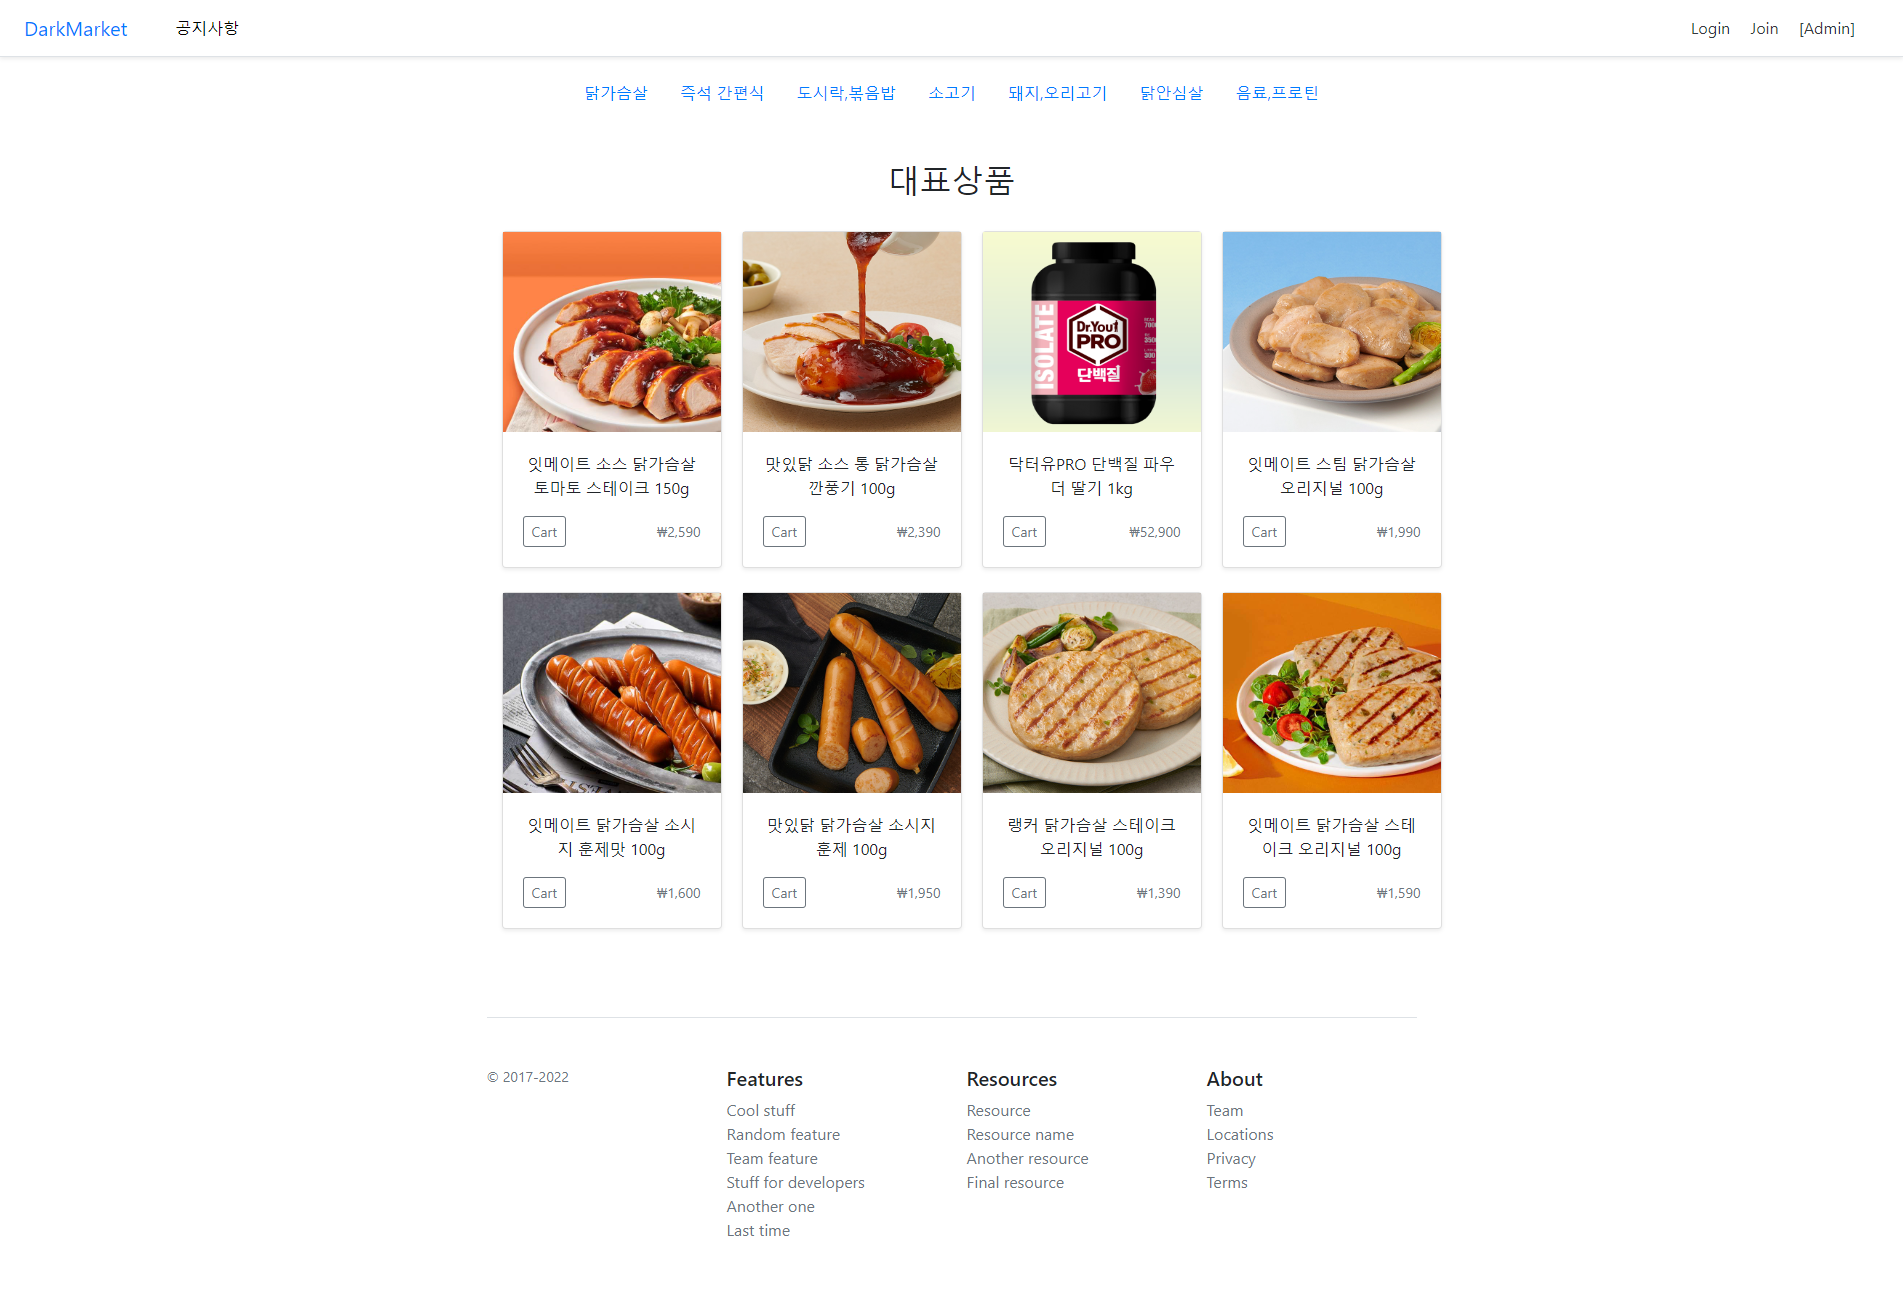 DarkMarket
공지사항
Login
Join
[Admin]
닭가슴살
즉석 간편식
도시락,볶음밥
소고기
돼지,오리고기
닭안심살
음료,프로틴
대표상품
ISOLATE
Dr.You
PRO
단백질
잇메이트 소스 닭가슴살
토마토 스테이크 150g
Cart
₩2,590
맛있닭 소스 통 닭가슴살
깐풍기 100g
Cart
₩2,390
닥터유PRO 단백질 파우
더 딸기 1kg
Cart
₩52,900
잇메이트 스팀 닭가슴살
오리지널 100g
Cart
₩1,990
잇메이트 닭가슴살 소시
지 훈제맛 100g
Cart
₩1,600
맛있닭 닭가슴살 소시지
훈제 100g
Cart
₩1,950
랭커 닭가슴살 스테이크
오리지널 100g
Cart
₩1,390
잇메이트 닭가슴살 스테
이크 오리지널 100g
Cart
₩1,590
© 2017-2022
Features
Cool stuff
Random feature
Team feature
Stuff for developers
Another one
Last time
Resources
Resource
Resource name
Another resource
Final resource
About
Team
Locations
Privacy
Terms